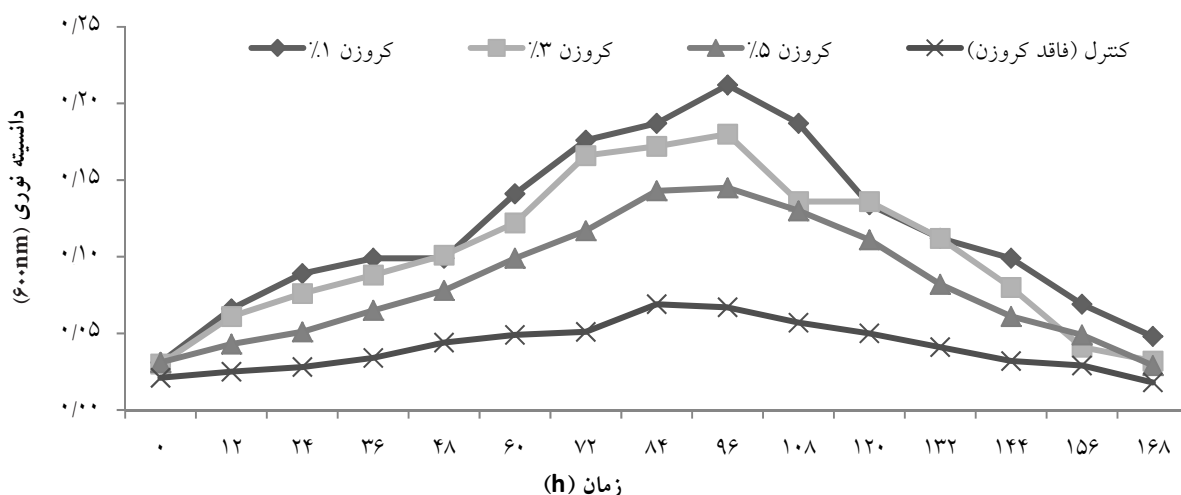 ۰/۲۵
۰/۲۰
۰/۱۵
۰/۱۰
۰/۰۵
۰/۰۰
دانسیته نوری (۶۰۰nm)
کروزن ۱٪
کروزن ۳٪
کروزن ۵٪
کنترل (فاقد کروزن)
۰ ۱۲ ۲۴ ۳۶ ۴۸ ۶۰ ۷۲ ۸۴ ۹۶ ۱۰۸ ۱۲۰ ۱۳۲ ۱۴۴ ۱۵۶ ۱۶۸
زمان (h)